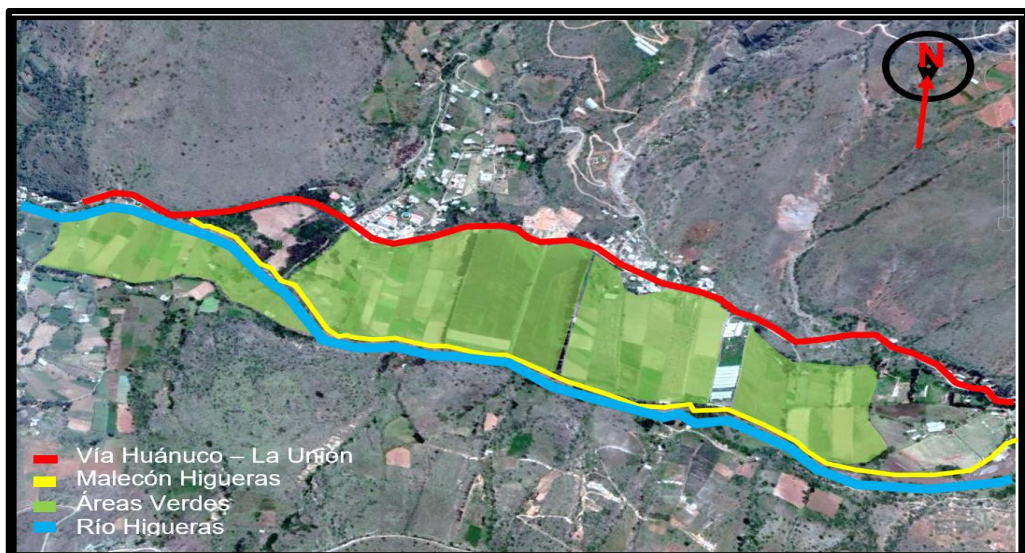 N
Vía Huánuco – La Unión
Malecón Higueras
Áreas Verdes
Río Higueras